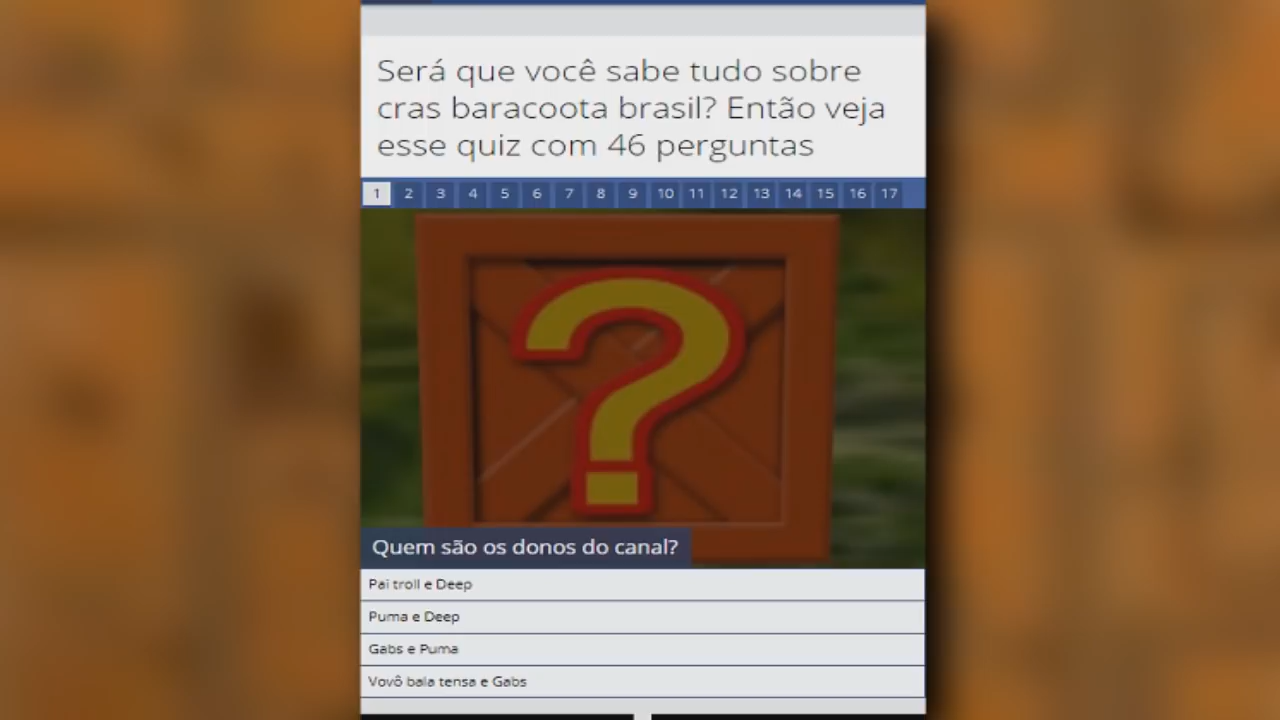 Será que você sabe tudo sobre
cras baracoota brasil? Então veja
esse quiz com 46 perguntas
1 2 3 4 5 6 7 8 9 10 11 12 13 14 15 16 17
?
Quem são os donos do canal?
Pai troll e Deep
Puma e Deep
Gabs e Puma
Vovô bala tensa e Gabs